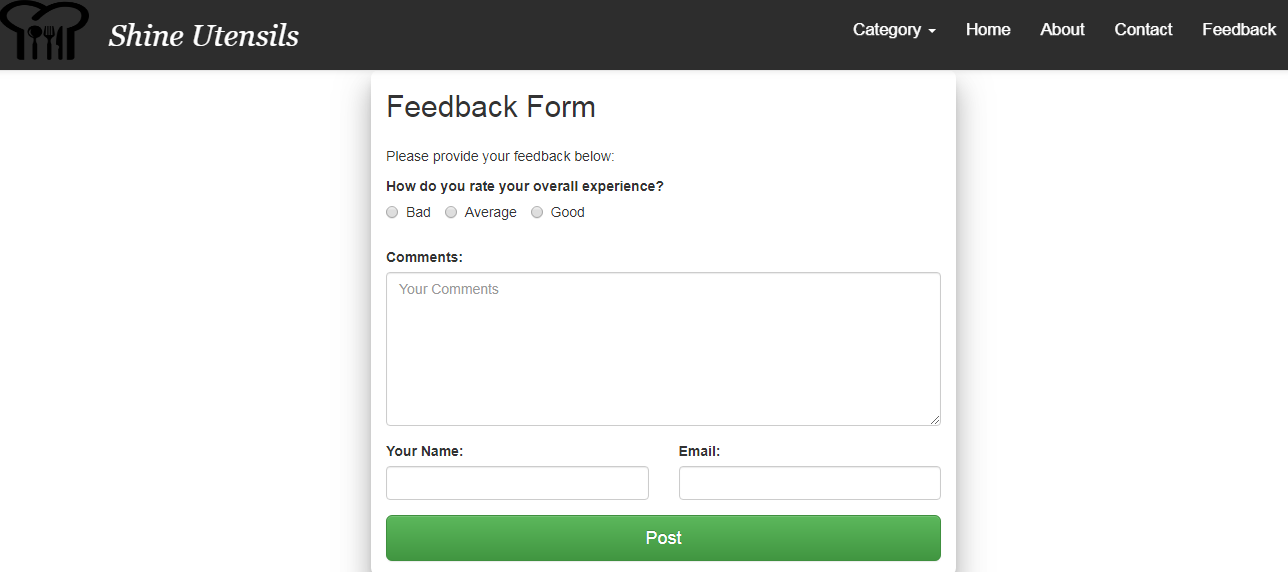 Shine Utensils
Category Home About Contact Feedback
Feedback Form
Please provide your feedback below:
How do you rate your overall experience?
Bad Average Good
Comments:
Your Comments
Your Name: Email:
Post